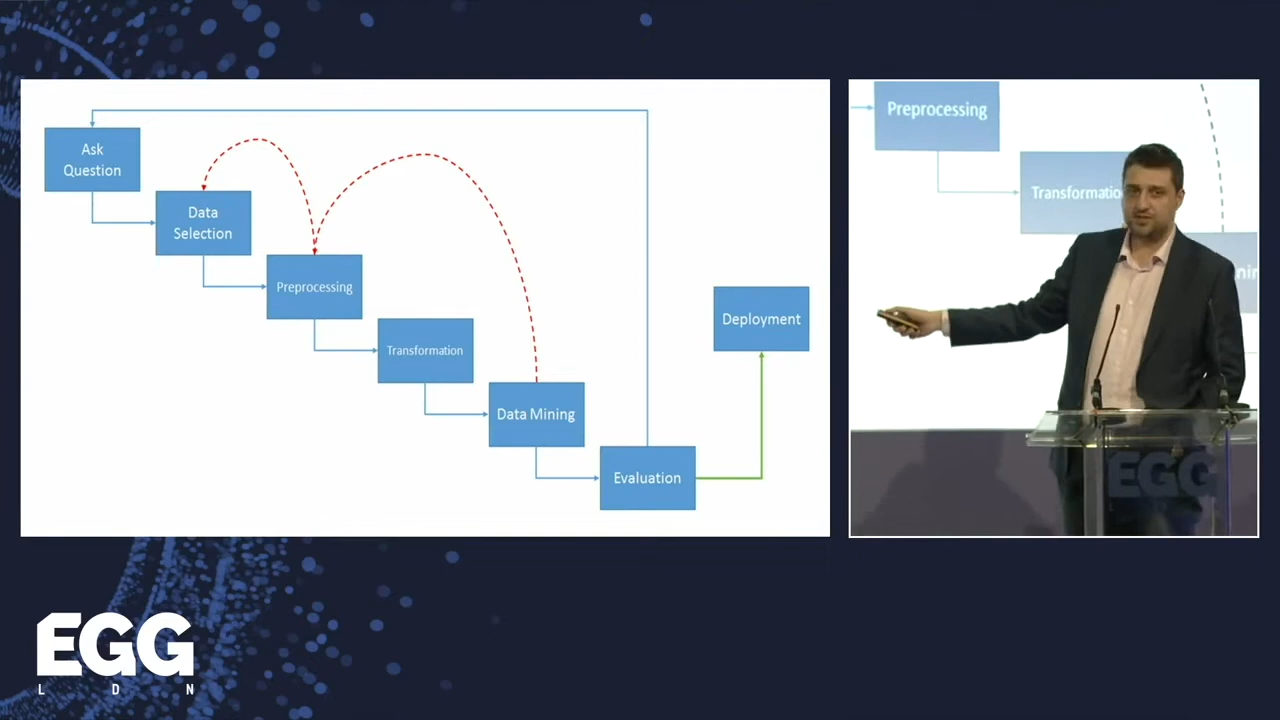 Ask
Question
Data
Selection
Preprocessing
Transformation
Data Mining
Evaluation
Deployment
Preprocessing
Transformatio
EGG
EGG
L D N